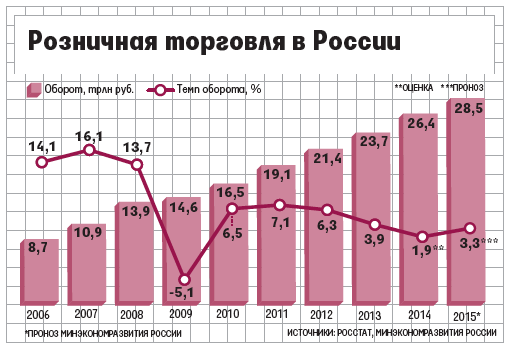 Розничная торговля в России
**ОЦЕНКА ***ПРОГНОЗ
Оборот, трлн руб. Темп оборота, %
28,5
26,4
23,7
21,4
19,1
16,5
14,6
13,9
10,9
8,7
14,1 16,1 13,7 -5,1 6,5 7,1 6,3 3,9 1,9** 3,3***
2006 2007 2008 2009 2010 2011 2012 2013 2014 2015*
*ПРОГНОЗ МИНЭКОНОМРАЗВИТИЯ РОССИИ ИСТОЧНИКИ: РОССТАТ, МИНЭКОНОМРАЗВИТИЯ РОССИИ